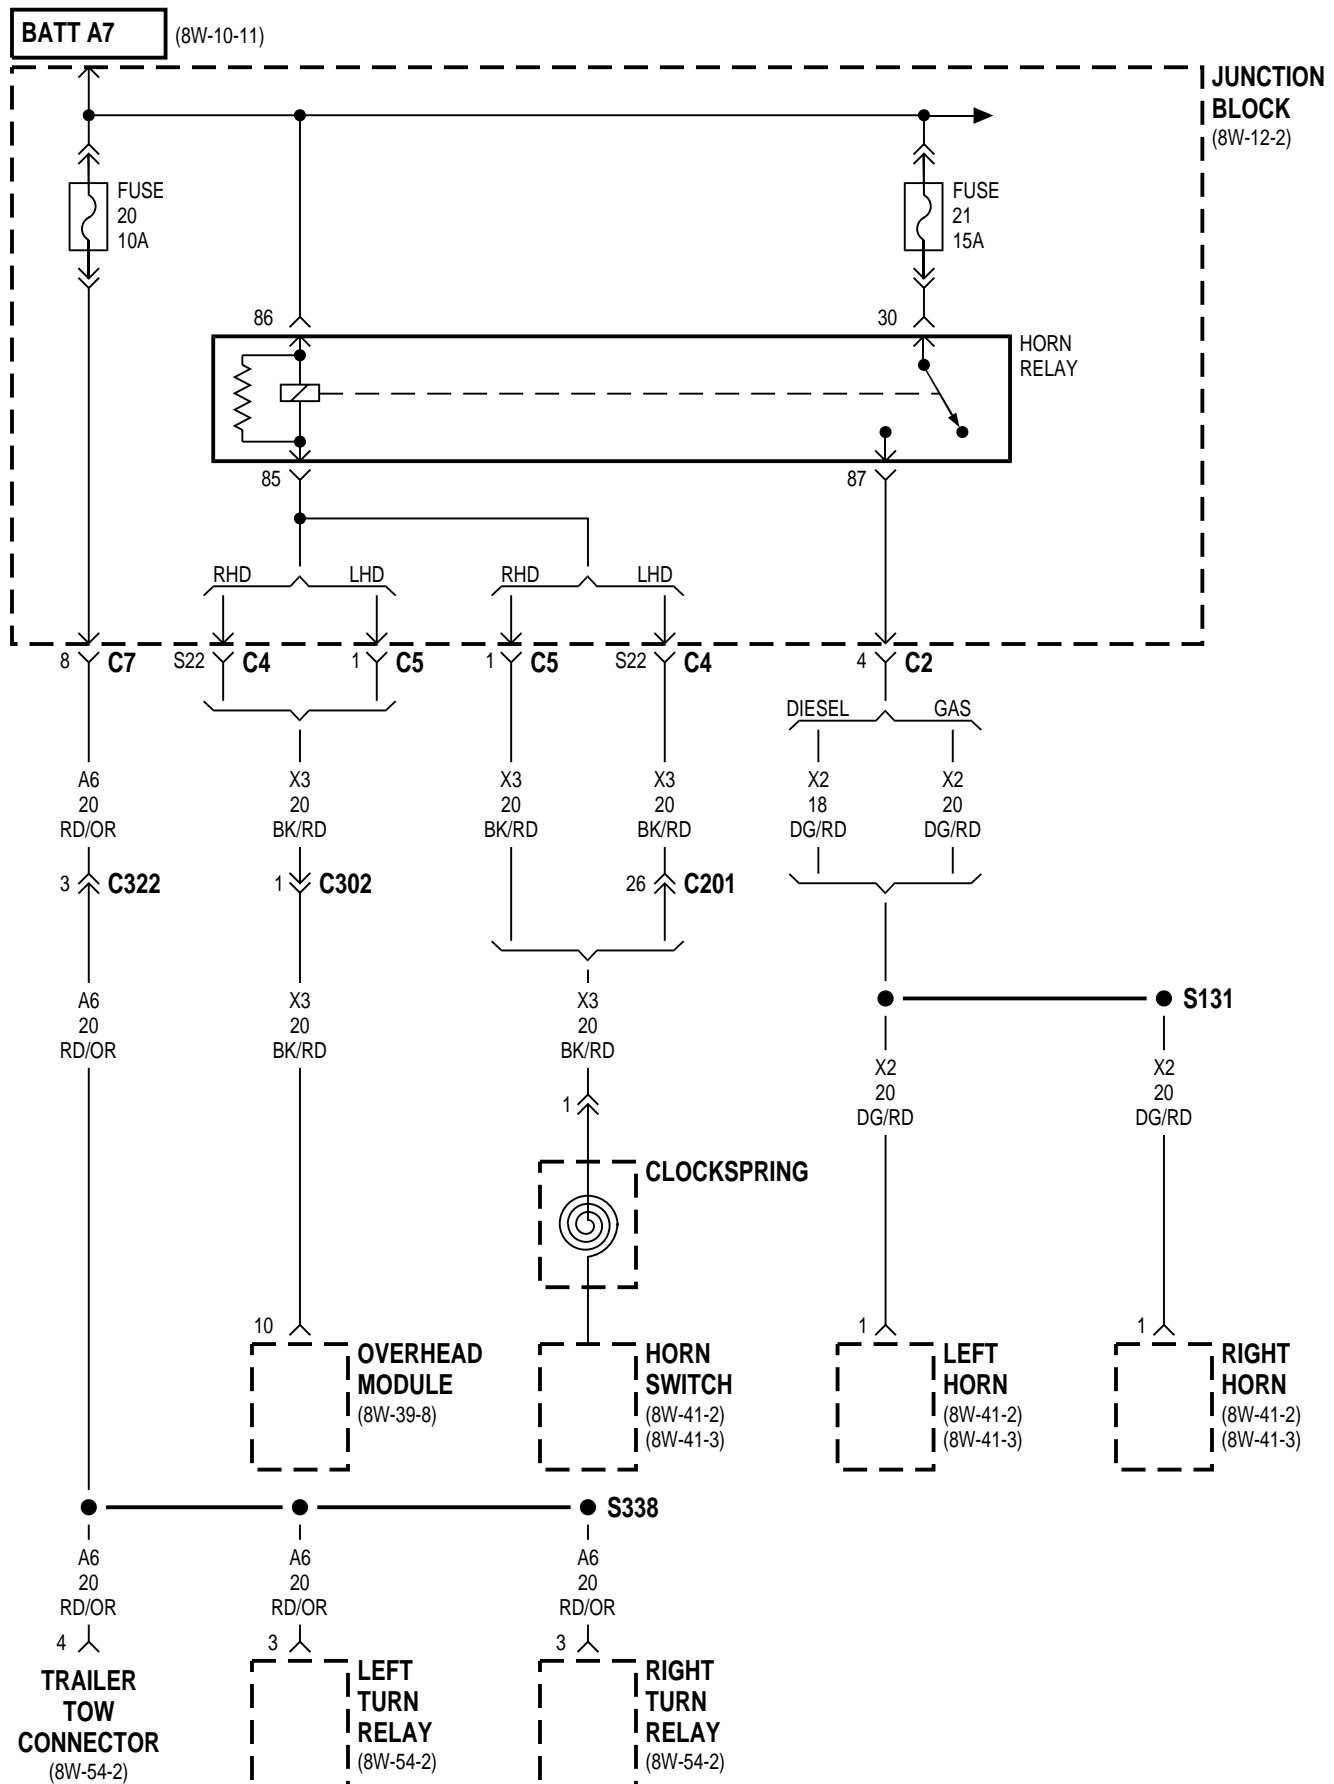 BATT A7
(8W-10-11)
JUNCTION
BLOCK
(8W-12-2)
FUSE
20
10A
FUSE
21
15A
86
30
HORN
RELAY
85
87
RHD
LHD
RHD
LHD
8
C7
S22
C4
1
C5
1
C5
S22
C4
4
C2
DIESEL
GAS
A6
20
RD/OR
X3
20
BK/RD
X3
20
BK/RD
X3
20
BK/RD
X2
18
DG/RD
X2
20
DG/RD
3
C322
1
C302
26
C201
A6
20
RD/OR
X3
20
BK/RD
X3
20
BK/RD
S131
X2
20
DG/RD
X2
20
DG/RD
1
CLOCKSPRING
10
OVERHEAD
MODULE
(8W-39-8)
HORN
SWITCH
(8W-41-2)
(8W-41-3)
1
LEFT
HORN
(8W-41-2)
(8W-41-3)
1
RIGHT
HORN
(8W-41-2)
(8W-41-3)
S338
A6
20
RD/OR
A6
20
RD/OR
A6
20
RD/OR
4
TRAILER
TOW
CONNECTOR
(8W-54-2)
3
LEFT
TURN
RELAY
(8W-54-2)
3
RIGHT
TURN
RELAY
(8W-54-2)